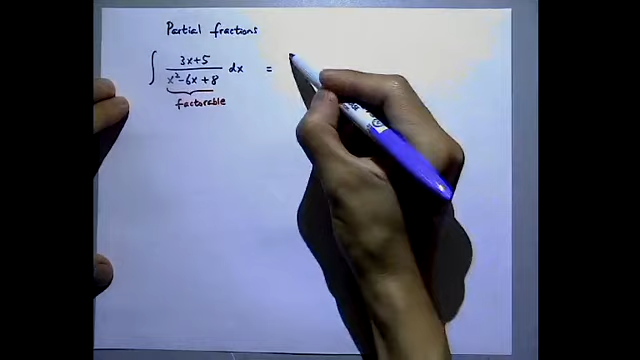 Partial fractions
∫ 3x+5 / x²-6x+8 dx =
factorable